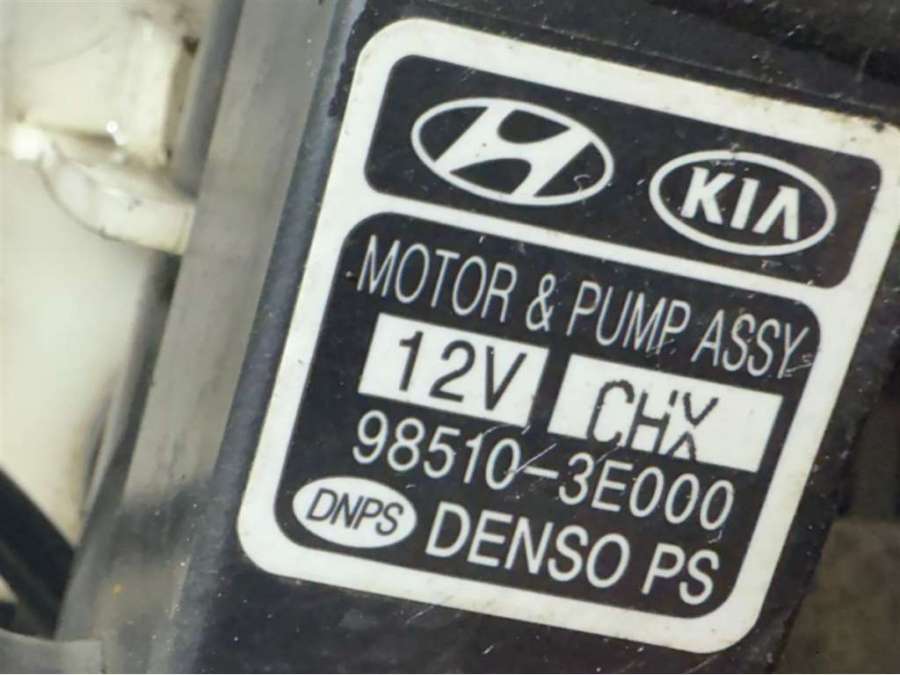 KIA
MOTOR & PUMP ASSY
12V CHX
98510-3E000
DNPS DENSO PS